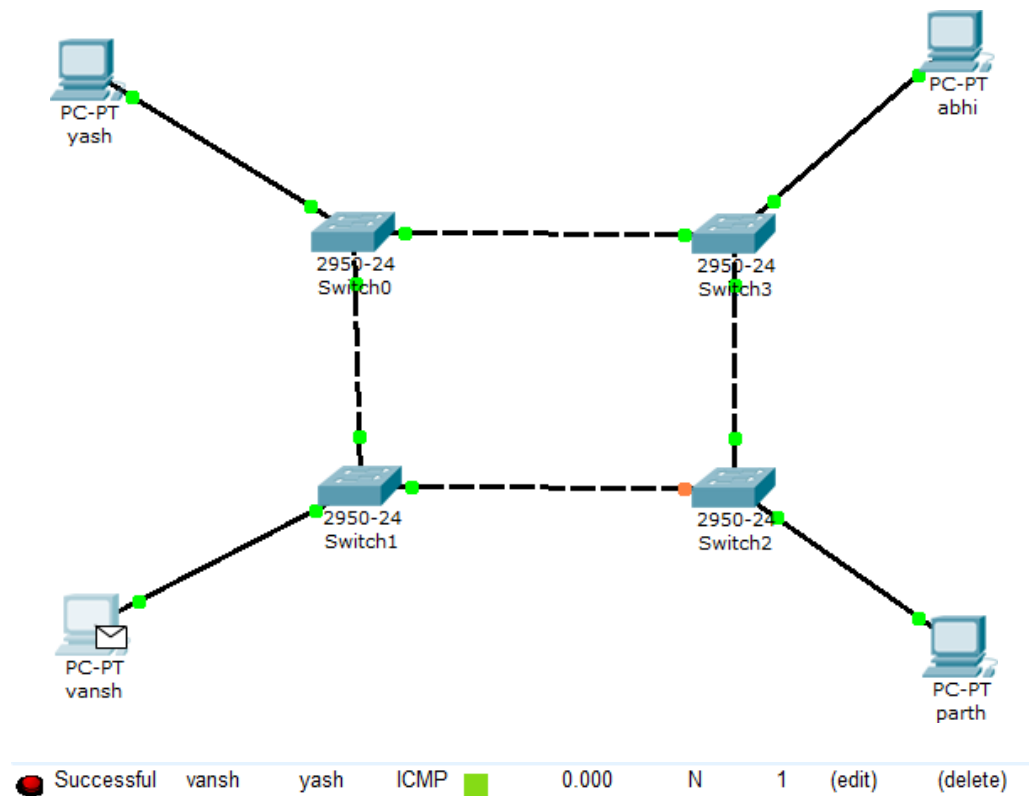 PC-PT
yash
PC-PT
abhi
2950-24
Switch0
2950-24
Switch3
2950-24
Switch1
2950-24
Switch2
PC-PT
vansh
PC-PT
parth
Successful vansh yash ICMP 0.000 N 1 (edit) (delete)